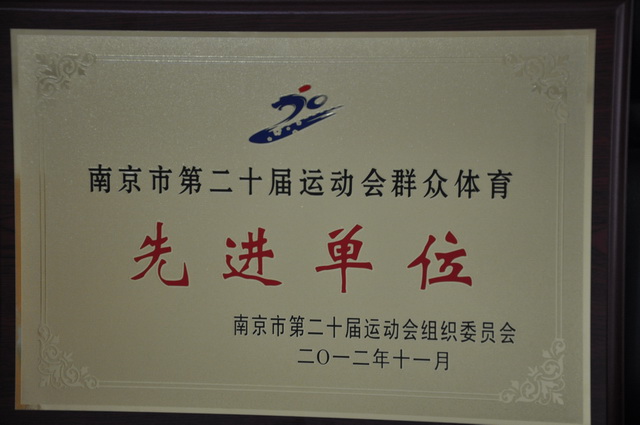 南京市第二十届运动会群众体育
先进单位
南京市第二十届运动会组织委员会
二〇一二年十一月